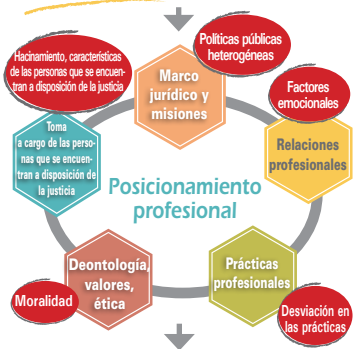 Hacinamiento, características
de las personas que se encuen-
tran a disposición de la justicia
Políticas públicas
heterogéneas
Marco
jurídico y
misiones
Factores
emocionales
Toma
a cargo de las perso-
nas que se encuen-
tran a disposición de
la justicia
Relaciones
profesionales
Posicionamiento
profesional
Deontología,
valores,
ética
Prácticas
profesionales
Moralidad
Desviación en
las prácticas